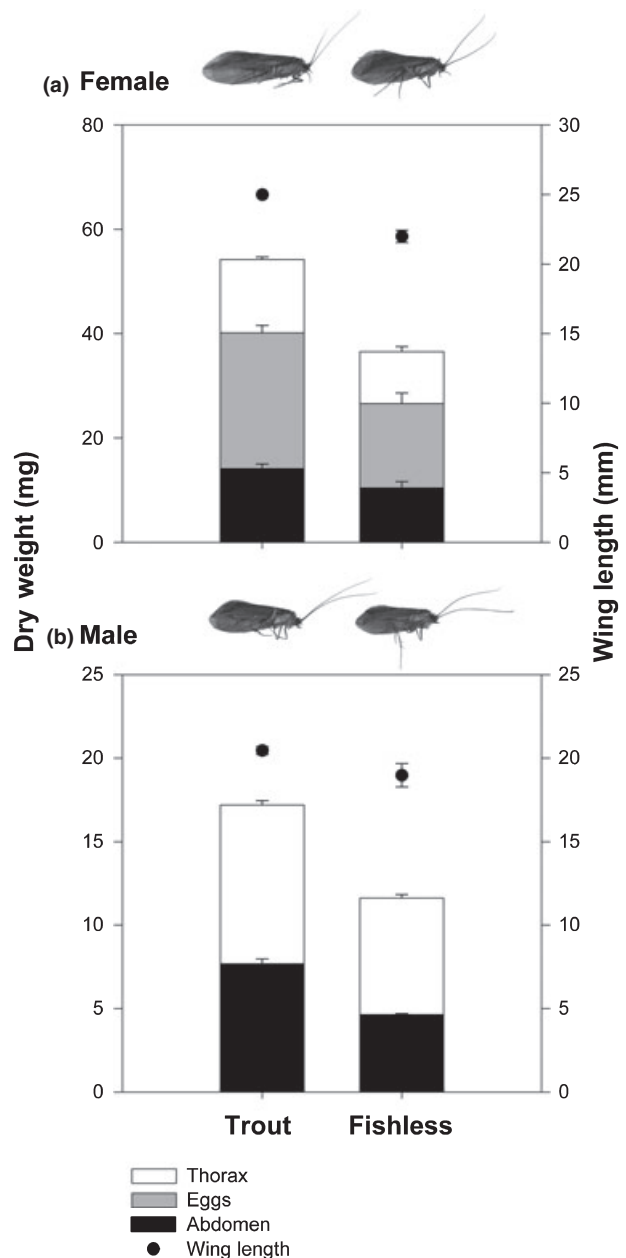 (a) Female
80
60
40
20
0
30
25
20
15
10
5
0
Dry weight (mg)
Wing length (mm)
(b) Male
25
20
15
10
5
0
25
20
15
10
5
0
Trout Fishless
Thorax
Eggs
Abdomen
Wing length